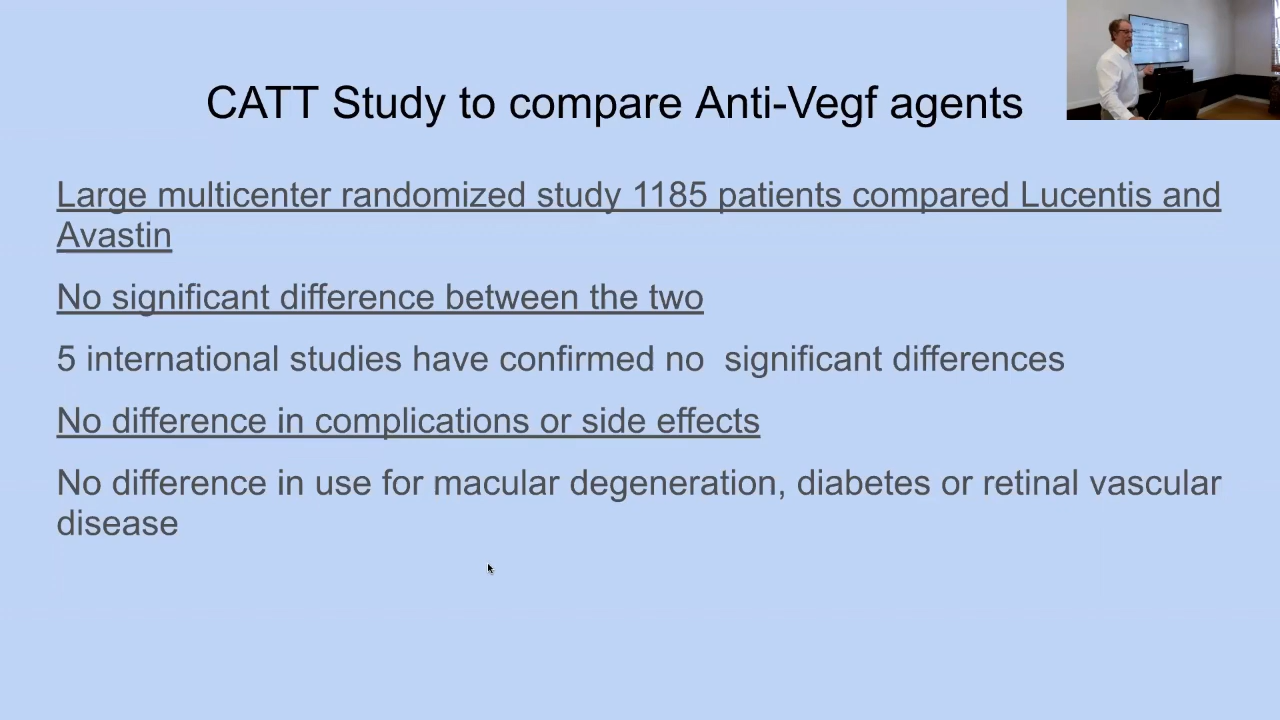 CATT Study to compare Anti-Vegf agents
Large multicenter randomized study 1185 patients compared Lucentis and
Avastin
No significant difference between the two
5 international studies have confirmed no  significant differences
No difference in complications or side effects
No difference in use for macular degeneration, diabetes or retinal vascular
disease